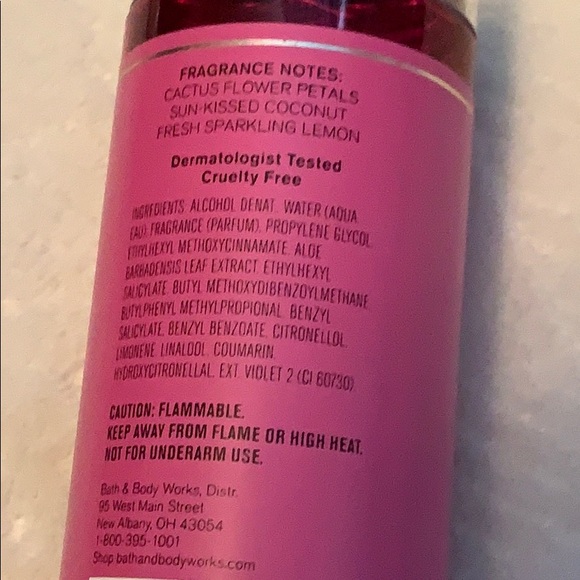 FRAGRANCE NOTES:
CACTUS FLOWER PETALS
SUN-KISSED COCONUT
FRESH SPARKLING LEMON
Dermatologist Tested
Cruelty Free
INGREDIENTS: ALCOHOL DENAT., WATER (AQUA,
EAU), FRAGRANCE (PARFUM), PROPYLENE GLYCOL,
ETHYLHEXYL METHOXYCINNAMATE, ALOE
BARBADENSIS LEAF EXTRACT, ETHYLHEXYL
SALICYLATE, BUTYL METHOXYDIBENZOYLMETHANE,
BUTYLPHENYL METHYLPROPIONAL, BENZYL
SALICYLATE, BENZYL BENZOATE, CITRONELLOL,
LIMONENE, LINALOOL, COUMARIN,
HYDROXYCITRONELLAL, EXT. VIOLET 2 (CI 60730).
CAUTION: FLAMMABLE.
KEEP AWAY FROM FLAME OR HIGH HEAT.
NOT FOR UNDERARM USE.
Bath & Body Works, Distr.
95 West Main Street
New Albany, OH 43054
1-800-395-1001
Shop bathandbodyworks.com